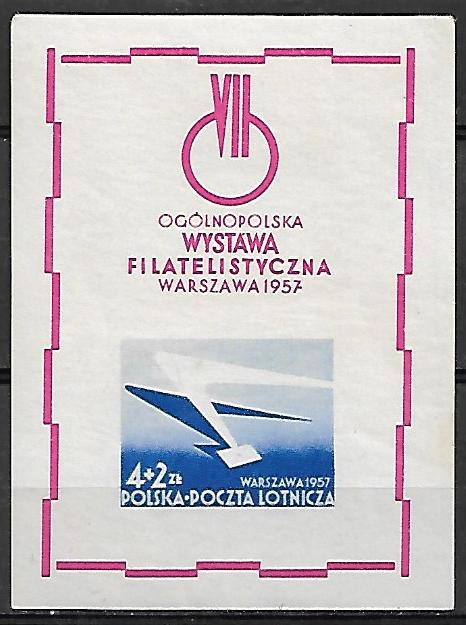 VII
OGÓLNOPOLSKA
WYSTAWA
FILATELISTYCZNA
WARSZAWA 1957
4+2 ZŁ
WARSZAWA 1957
POLSKA·POCZTA LOTNICZA